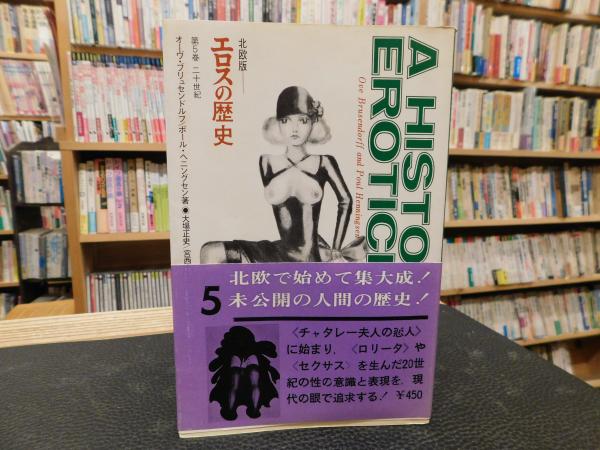 北欧版
エロスの歴史
第5巻 二十世紀
オーヴ・ブリュセンドルフ/ポール・ヘニングセン著●大場正史
A HISTO
EROTICI
Ove Brusendorff and Poul Henningsen
5
北欧で始めて集大成!
未公開の人間の歴史!
〈チャタレー夫人の恋人〉
に始まり,〈ロリータ〉や
〈セクサス〉を生んだ20世
紀の性の意識と表現を,現
代の眼で追求する! ¥450